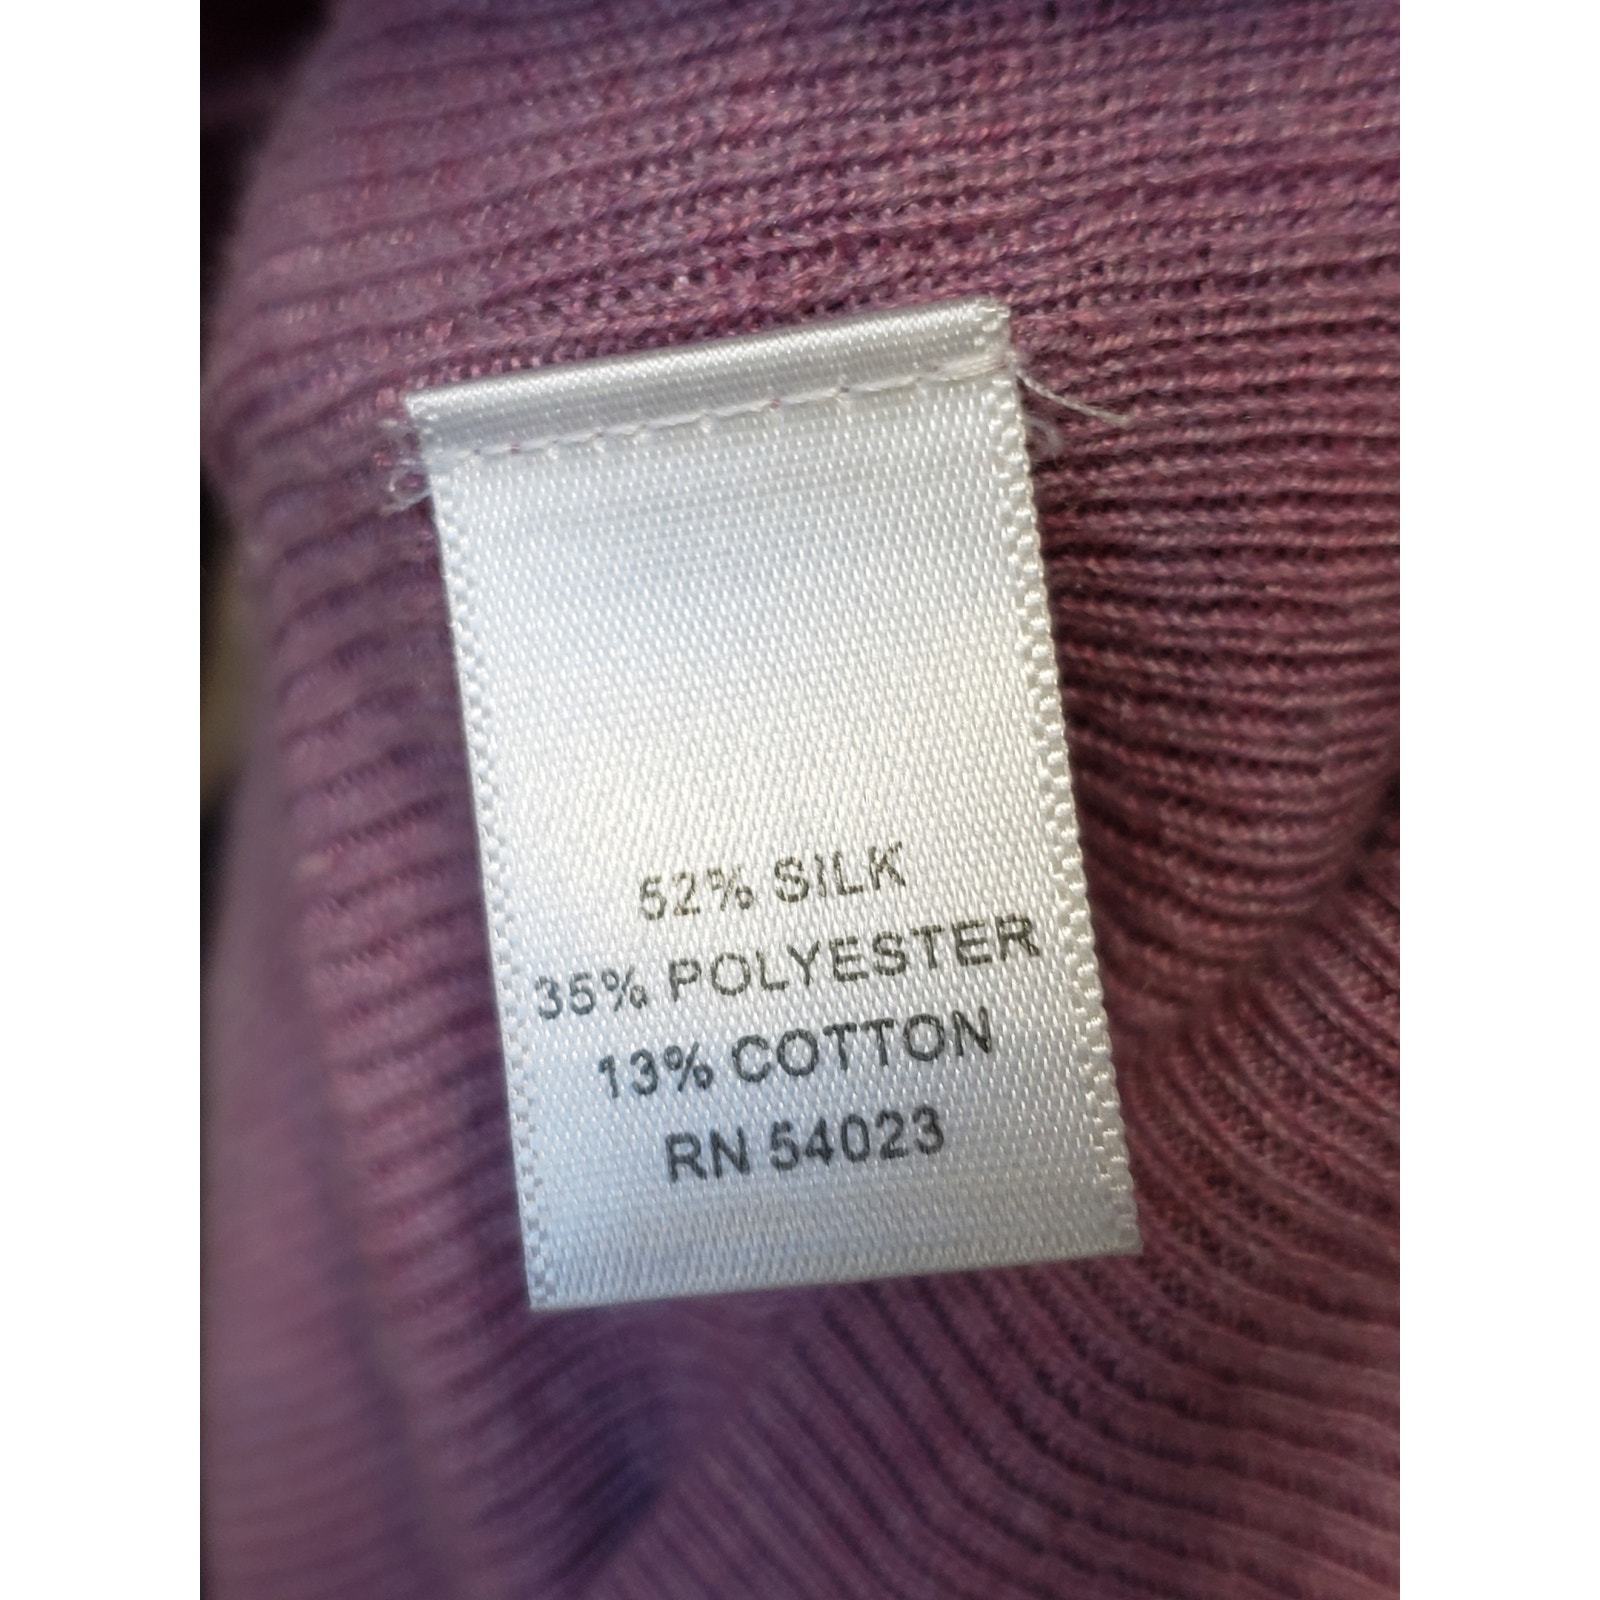 52% SILK
35% POLYESTER
13% COTTON
RN 54023